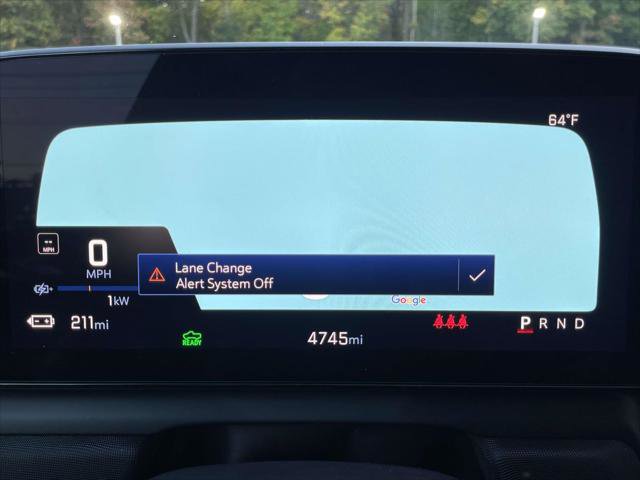 64°F
--
MPH
0
MPH
Lane Change
Alert System Off
1kW
Google
211mi
READY
4745mi
P R N D